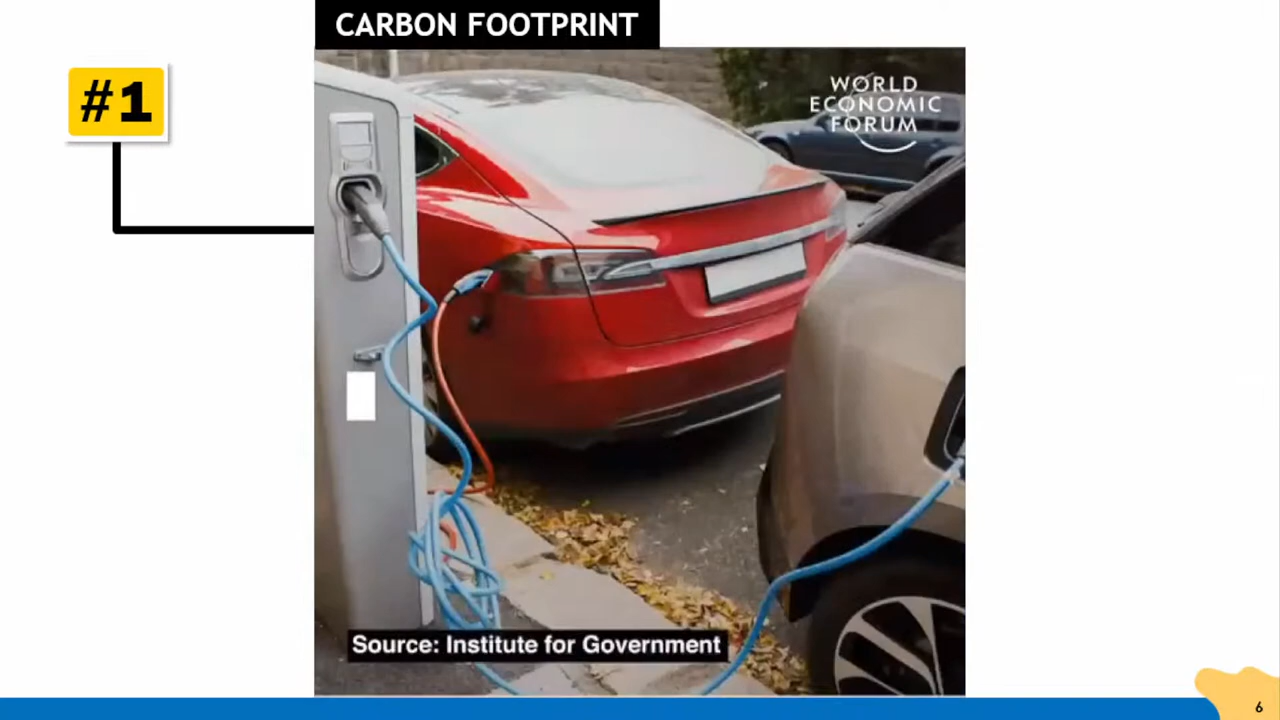 CARBON FOOTPRINT
#1
WORLD
ECONOMIC
FORUM
Source: Institute for Government
6